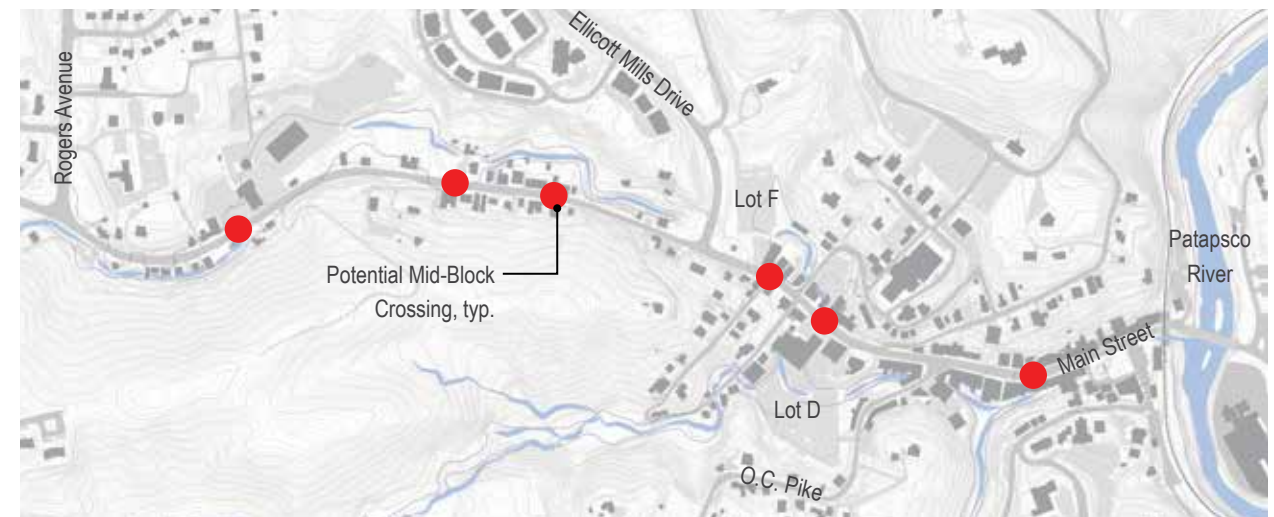 Rogers Avenue
Ellicott Mills Drive
Lot F
Patapsco
River
Potential Mid-Block
Crossing, typ.
Main Street
Lot D
O.C. Pike